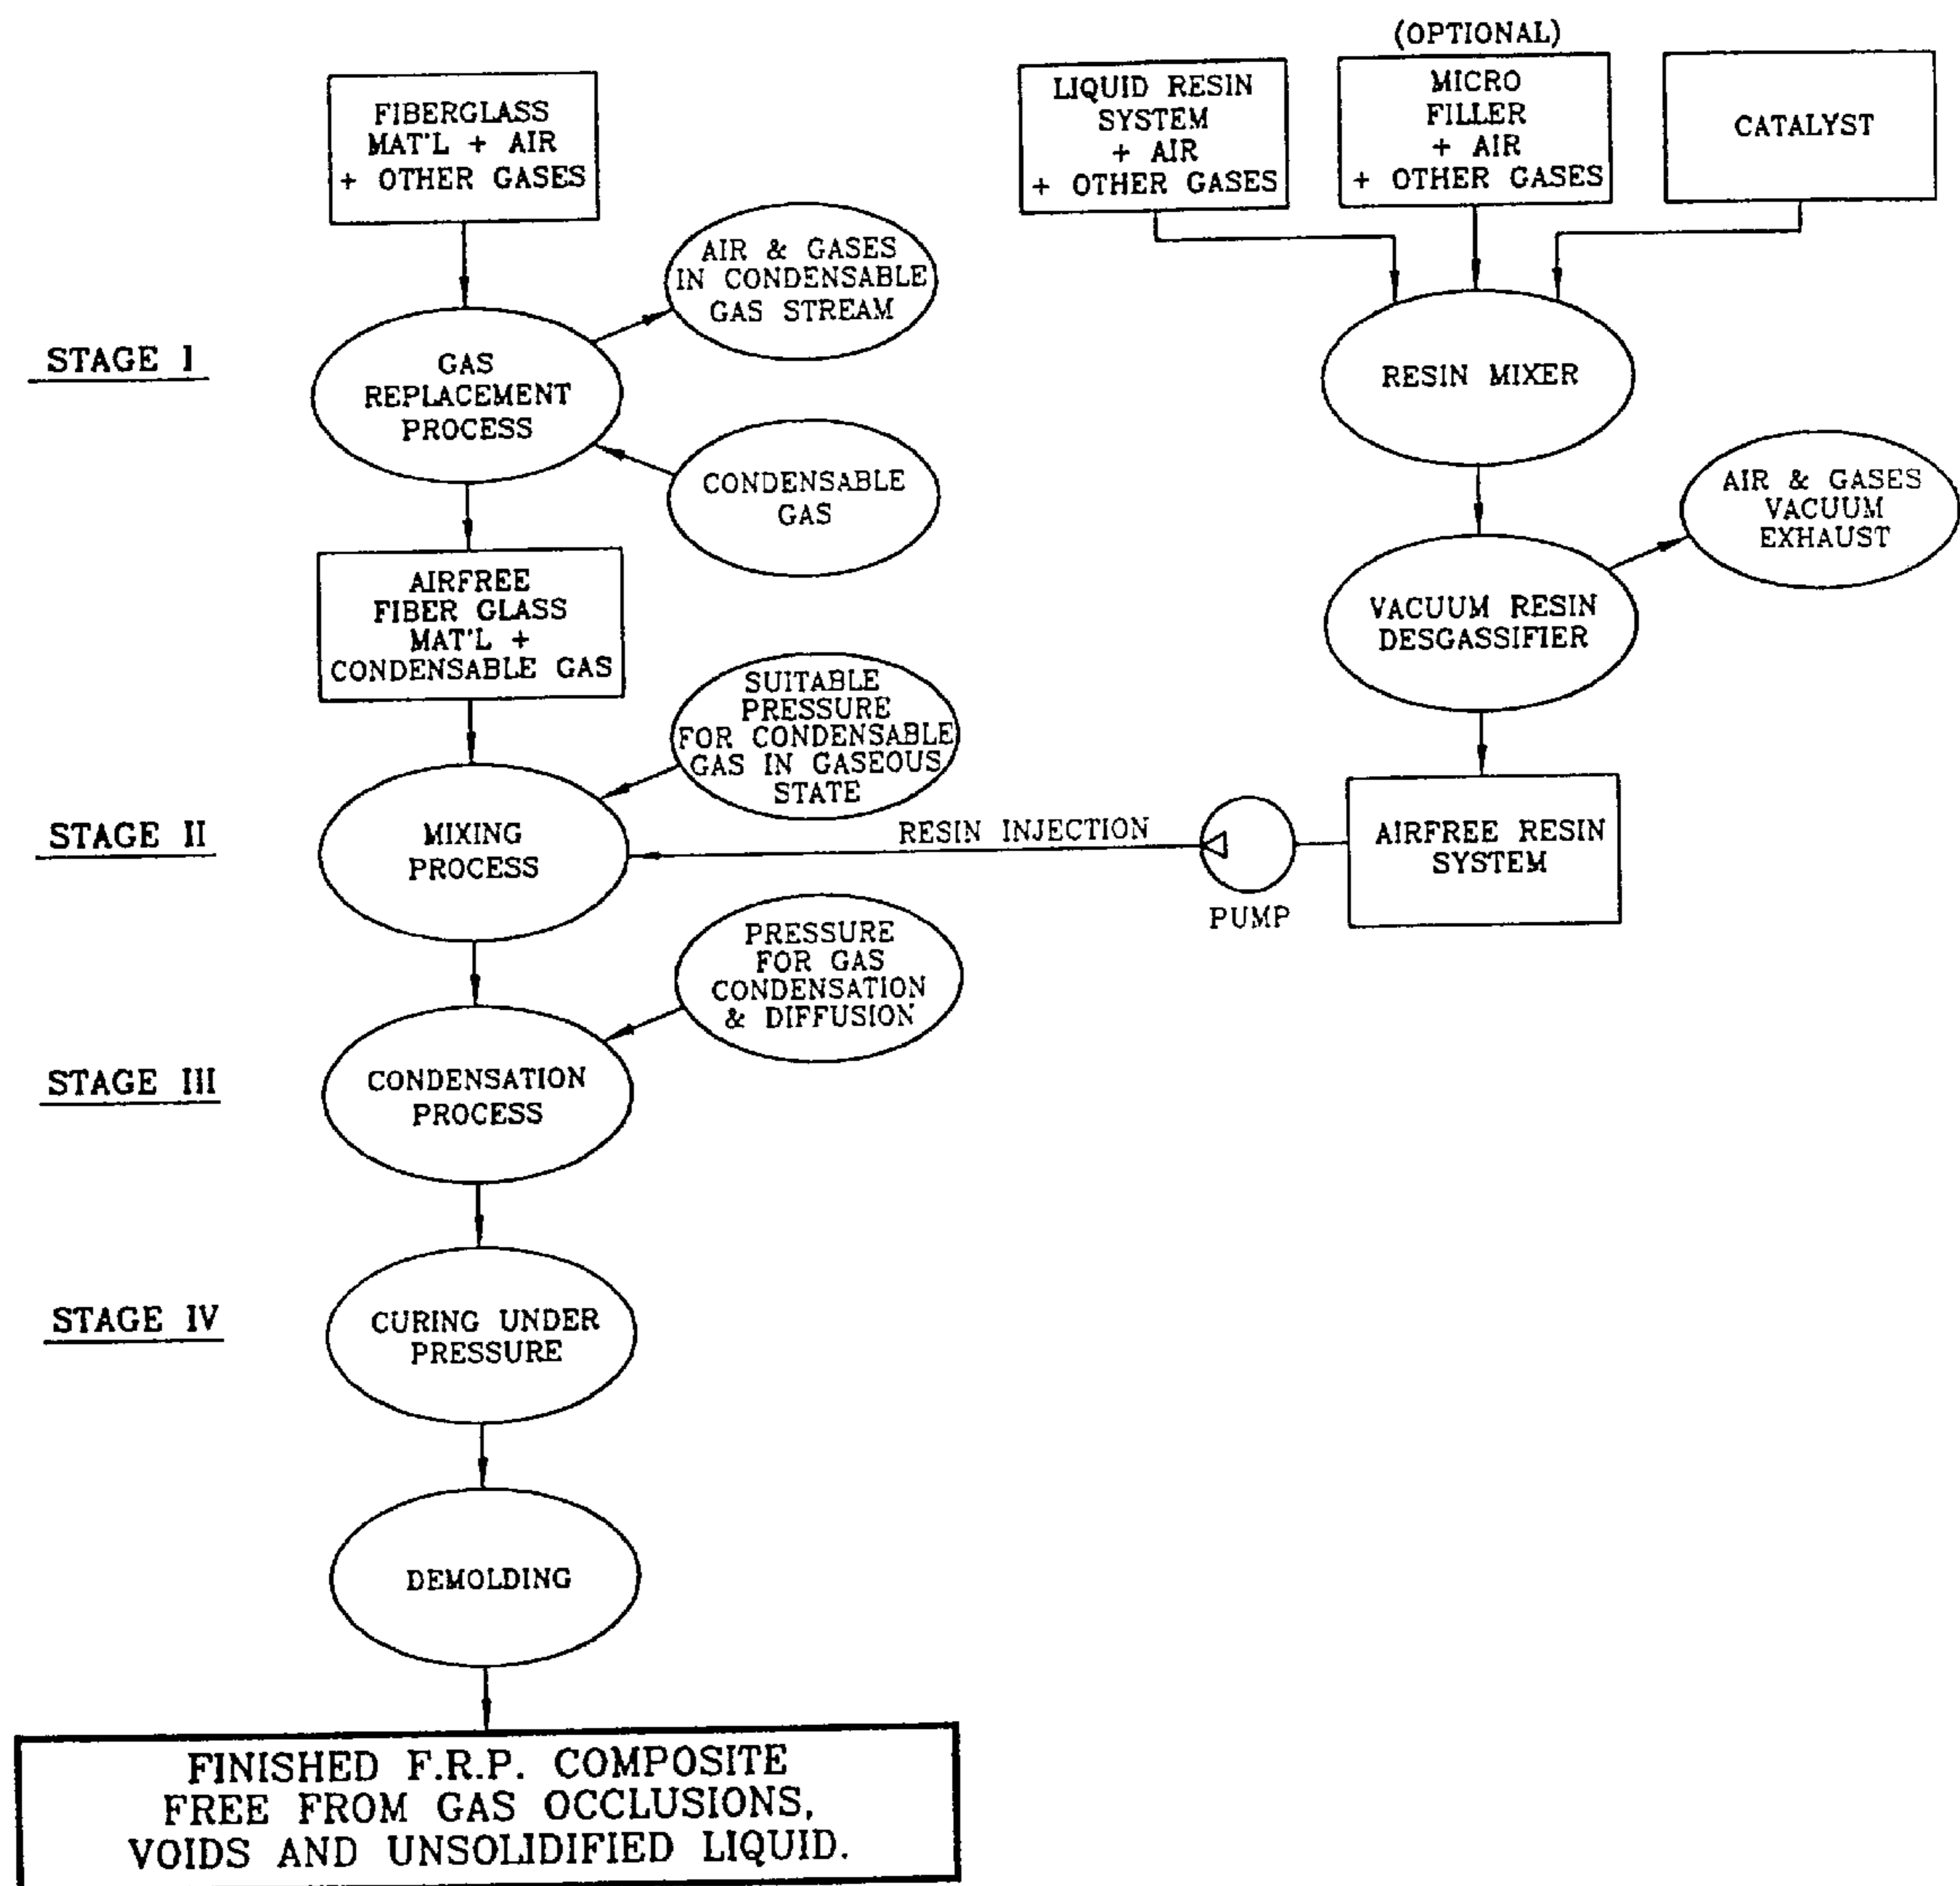 (OPTIONAL)
FIBERGLASS
MAT'L + AIR
+ OTHER GASES
LIQUID RESIN
SYSTEM
+ AIR
+ OTHER GASES
MICRO
FILLER
+ AIR
+ OTHER GASES
CATALYST
AIR & GASES
IN CONDENSABLE
GAS STREAM
STAGE I
GAS
REPLACEMENT
PROCESS
RESIN MIXER
CONDENSABLE
GAS
AIR & GASES
VACUUM
EXHAUST
AIRFREE
FIBER GLASS
MAT'L +
CONDENSABLE GAS
VACUUM RESIN
DESGASSIFIER
SUITABLE
PRESSURE
FOR CONDENSABLE
GAS IN GASEOUS
STATE
STAGE II
MIXING
PROCESS
RESIN INJECTION
PUMP
AIRFREE RESIN
SYSTEM
PRESSURE
FOR GAS
CONDENSATION
& DIFFUSION
STAGE III
CONDENSATION
PROCESS
STAGE IV
CURING UNDER
PRESSURE
DEMOLDING
FINISHED F.R.P. COMPOSITE
FREE FROM GAS OCCLUSIONS,
VOIDS AND UNSOLIDIFIED LIQUID.